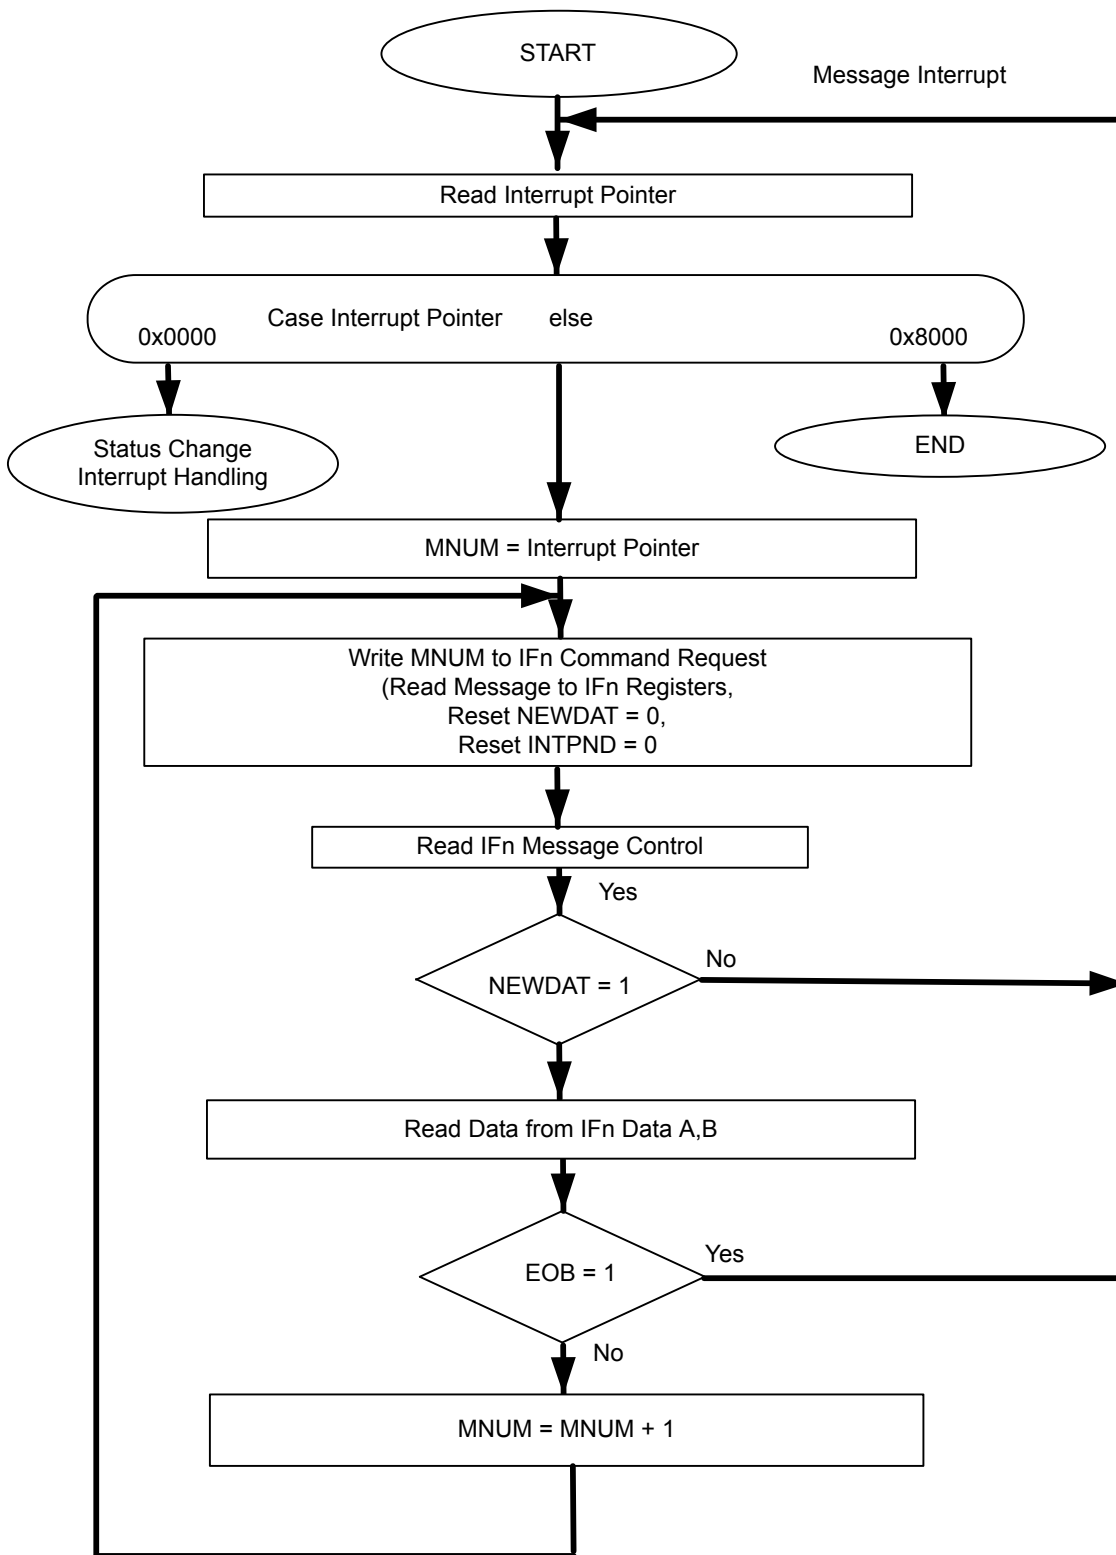 START
Message Interrupt
Read Interrupt Pointer
Case Interrupt Pointer else
0x0000
0x8000
Status Change
Interrupt Handling
END
MNUM = Interrupt Pointer
Write MNUM to IFn Command Request
(Read Message to IFn Registers,
Reset NEWDAT = 0,
Reset INTPND = 0
Read IFn Message Control
Yes
NEWDAT = 1
No
Read Data from IFn Data A,B
EOB = 1
Yes
No
MNUM = MNUM + 1